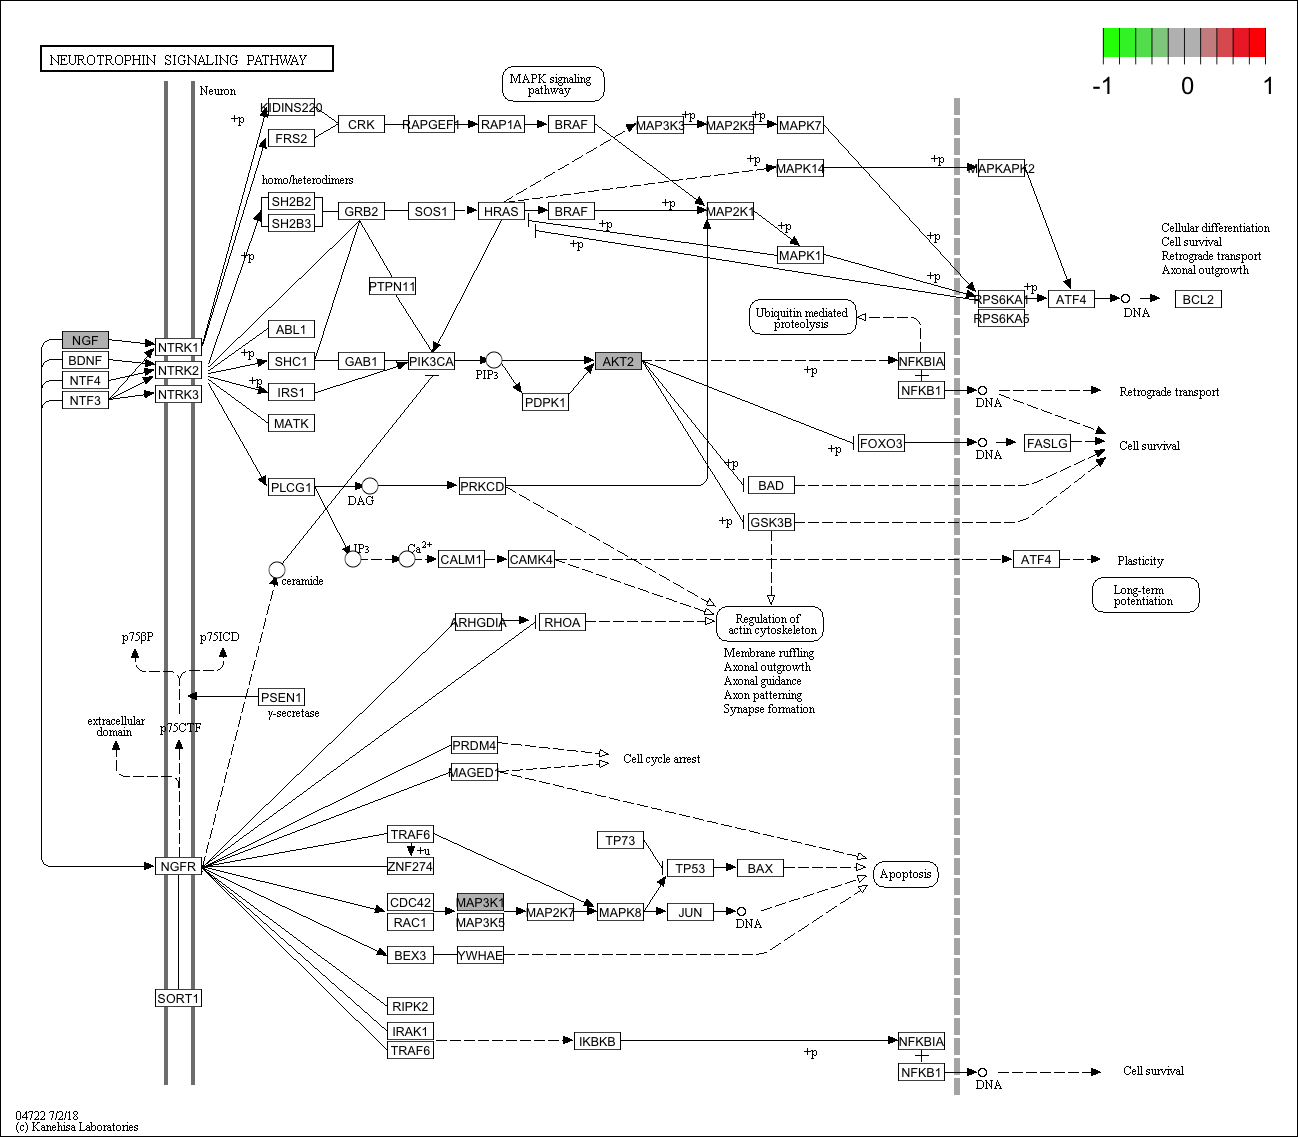 NEUROTROPHIN SIGNALING PATHWAY
-1 0 1
MAPK signaling
pathway
Neuron
KIDINS220
+p
FRS2
CRK
RAPGEF1
RAP1A
BRAF
MAP3K3
+p
MAP2K5
+p
MAPK7
homo/heterodimers
+p
MAPK14
+p
MAPKAPK2
SH2B2
SH2B3
GRB2
SOS1
HRAS
BRAF
+p
MAP2K1
+p
+p
+p
MAPK1
+p
+p
+p
Cellular differentiation
Cell survival
Retrograde transport
Axonal outgrowth
PTPN11
RPS6KA1
RPS6KA5
+p
ATF4
DNA
BCL2
Ubiquitin mediated
proteolysis
ABL1
NGF
BDNF
NTF4
NTF3
NTRK1
NTRK2
NTRK3
+p
SHC1
GAB1
PIK3CA
PIP3
AKT2
+p
NFKBIA
NFKB1
DNA
Retrograde transport
+p
IRS1
PDPK1
MATK
FOXO3
+p
DNA
FASLG
Cell survival
+p
BAD
PLCG1
DAG
PRKCD
+p
GSK3B
IP3
Ca2+
CALM1
CAMK4
ATF4
Plasticity
ceramide
Long-term
potentiation
ARHGDIA
RHOA
Regulation of
actin cytoskeleton
Membrane ruffling
Axonal outgrowth
Axonal guidance
Axon patterning
Synapse formation
p75βP
p75ICD
PSEN1
γ-secretase
extracellular
domain
p75CTF
PRDM4
MAGED1
Cell cycle arrest
TRAF6
+u
ZNF274
TP73
TP53
BAX
Apoptosis
NGFR
CDC42
RAC1
MAP3K1
MAP3K5
MAP2K7
MAPK8
JUN
DNA
BEX3
YWHAE
SORT1
RIPK2
IRAK1
TRAF6
IKBKB
+p
NFKBIA
NFKB1
DNA
Cell survival
04722 7/2/18
(c) Kanehisa Laboratories